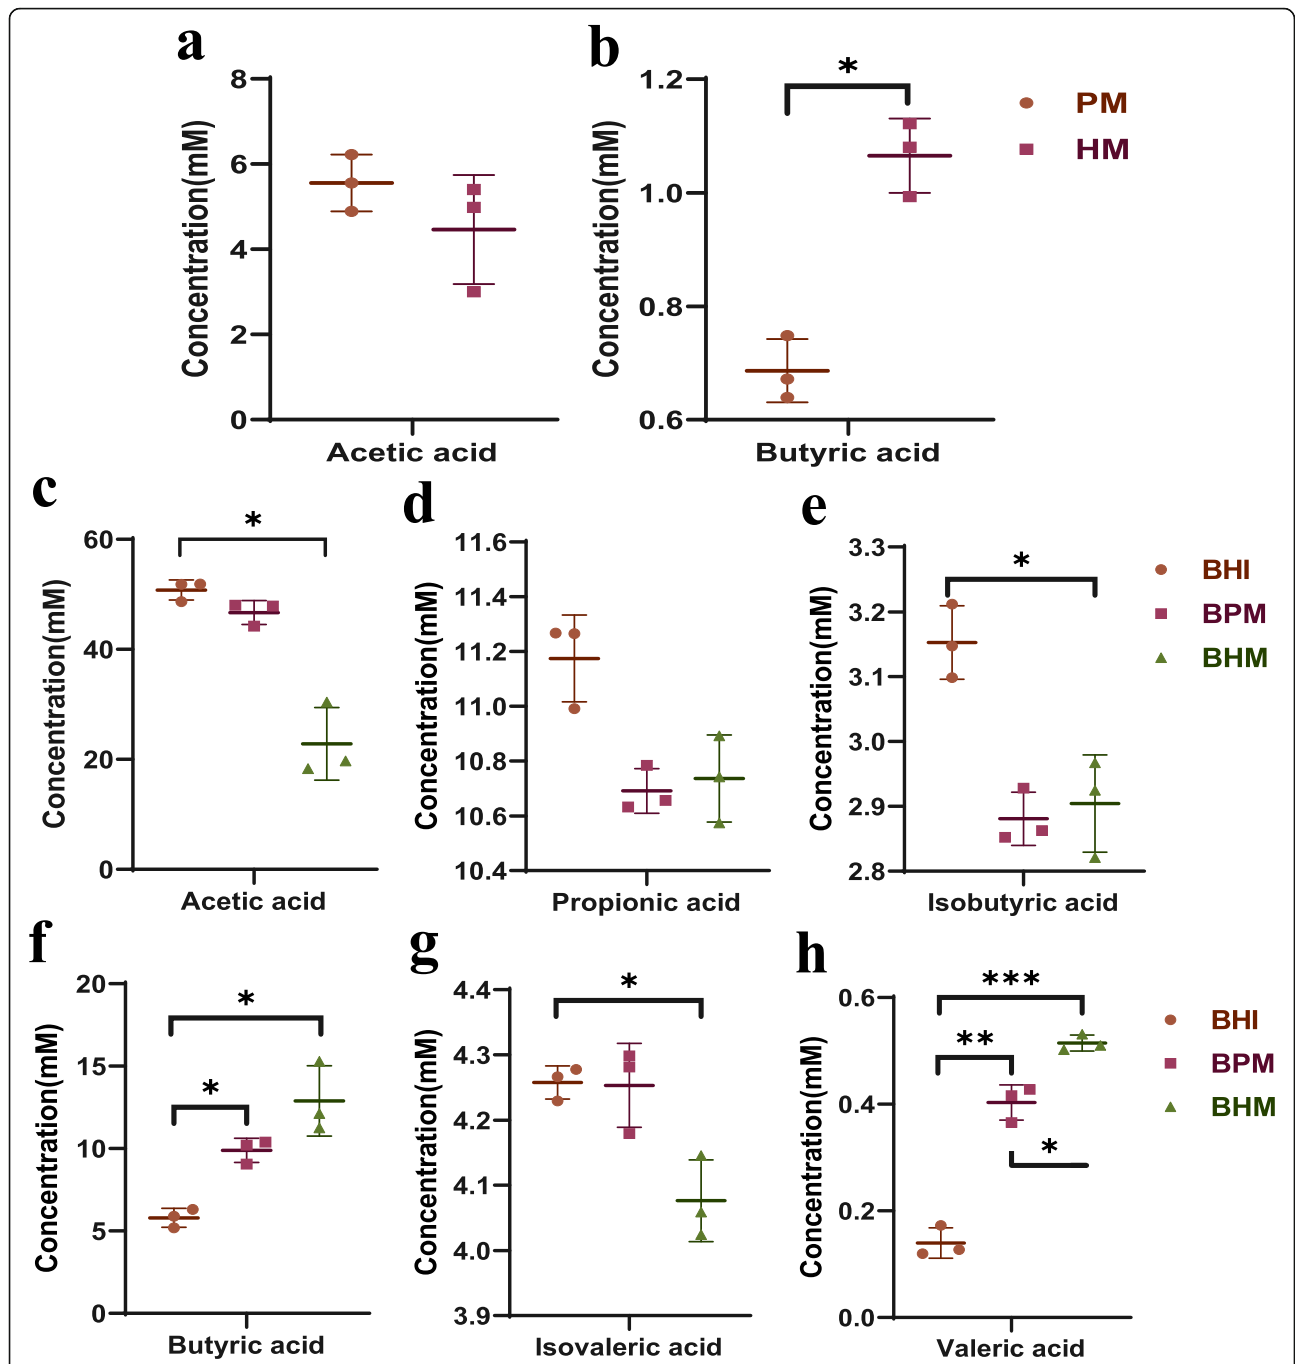 a
b
8
6
4
2
0
Concentration(mM)
Acetic acid
1.2
1.0
0.8
0.6
Concentration(mM)
*
Butyric acid
PM
HM
c
d
e
60
40
20
0
Concentration(mM)
*
Acetic acid
11.6
11.4
11.2
11.0
10.8
10.6
10.4
Concentration(mM)
Propionic acid
3.3
3.2
3.1
3.0
2.9
2.8
Concentration(mM)
*
Isobutyric acid
BHI
BPM
BHM
f
g
h
20
15
10
5
0
Concentration(mM)
*
*
Butyric acid
4.4
4.3
4.2
4.1
4.0
3.9
Concentration(mM)
*
Isovaleric acid
0.6
0.4
0.2
0.0
Concentration(mM)
***
**
*
Valeric acid
BHI
BPM
BHM